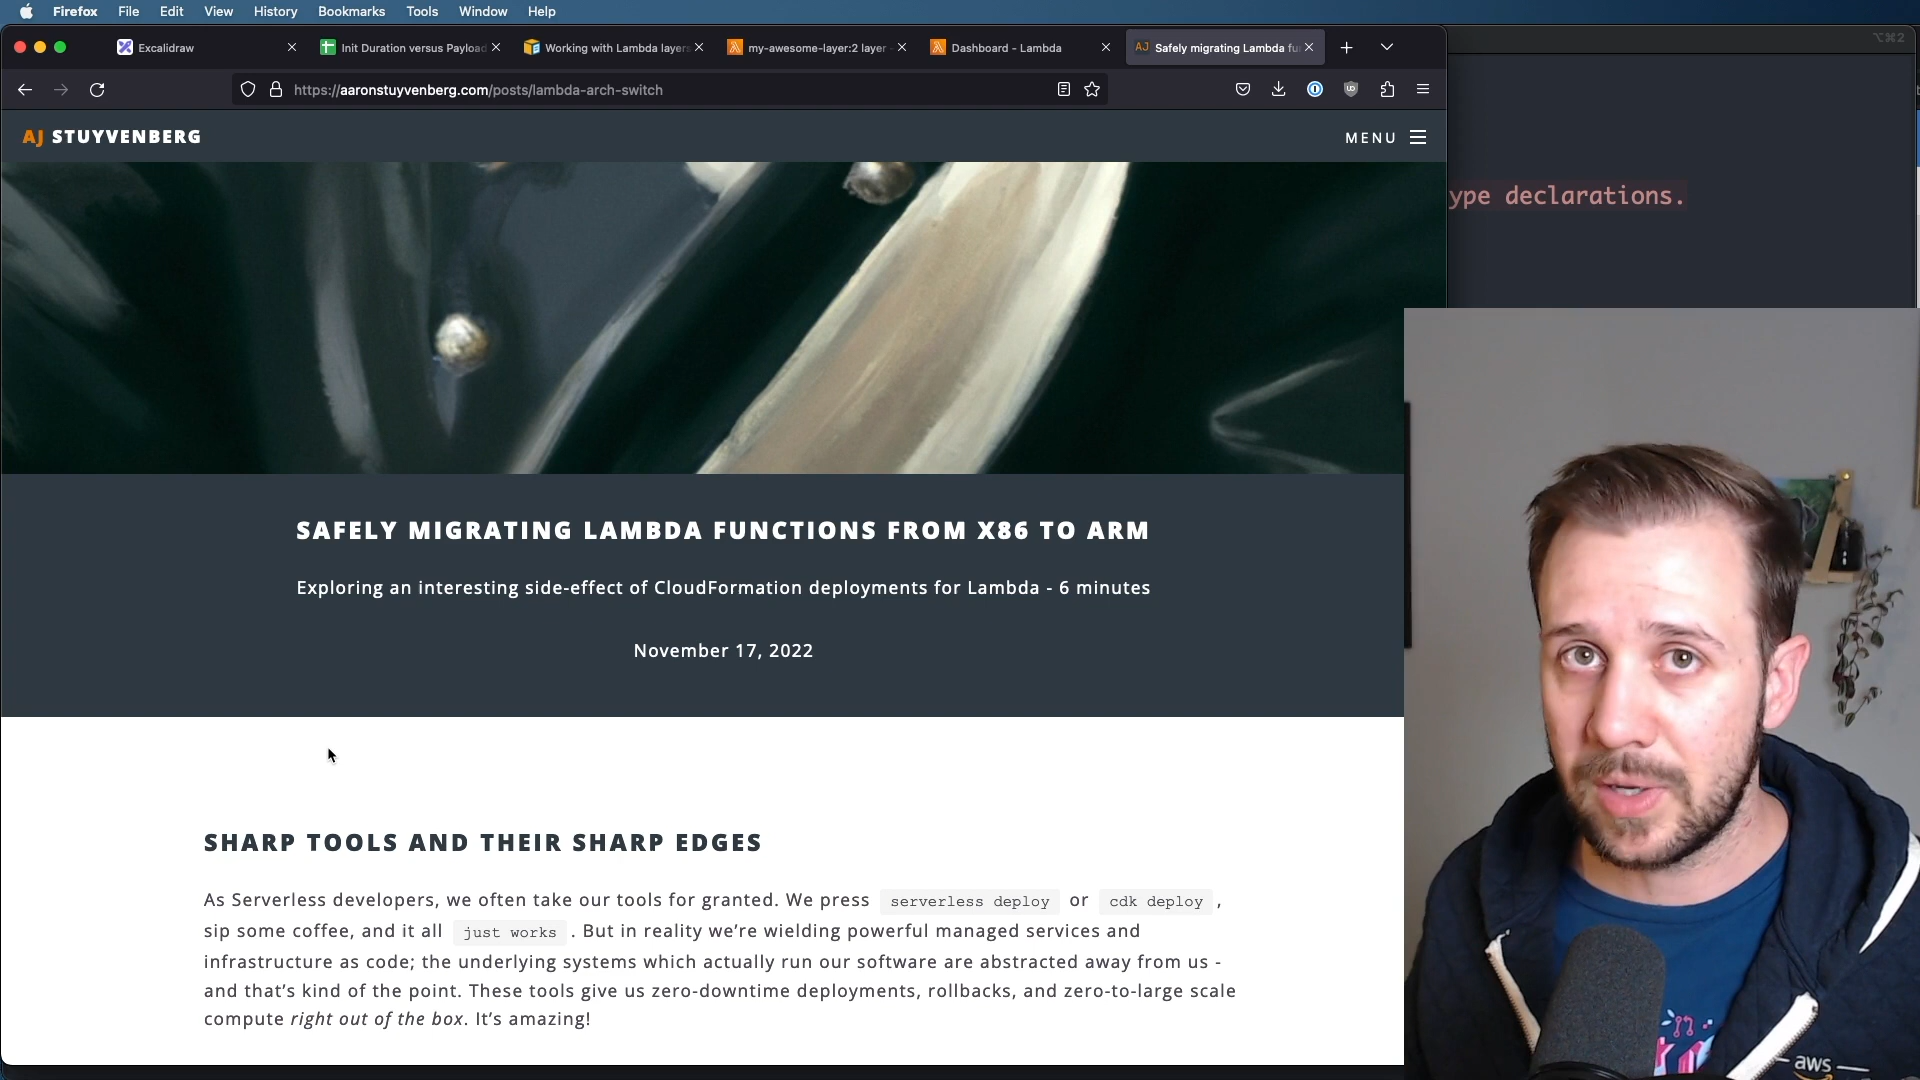 Firefox File Edit View History Bookmarks Tools Window Help
Excalidraw
Init Duration versus Payload
Working with Lambda layers
my-awesome-layer:2 layer
Dashboard - Lambda
AJ Safely migrating Lambda fu
⌥⌘2
https://aaronstuyvenberg.com/posts/lambda-arch-switch
AJ STUYVENBERG
MENU
ype declarations.
SAFELY MIGRATING LAMBDA FUNCTIONS FROM X86 TO ARM
Exploring an interesting side-effect of CloudFormation deployments for Lambda - 6 minutes
November 17, 2022
SHARP TOOLS AND THEIR SHARP EDGES
As Serverless developers, we often take our tools for granted. We press serverless deploy or cdk deploy ,
sip some coffee, and it all just works . But in reality we’re wielding powerful managed services and
infrastructure as code; the underlying systems which actually run our software are abstracted away from us -
and that’s kind of the point. These tools give us zero-downtime deployments, rollbacks, and zero-to-large scale
compute right out of the box. It’s amazing!
aws